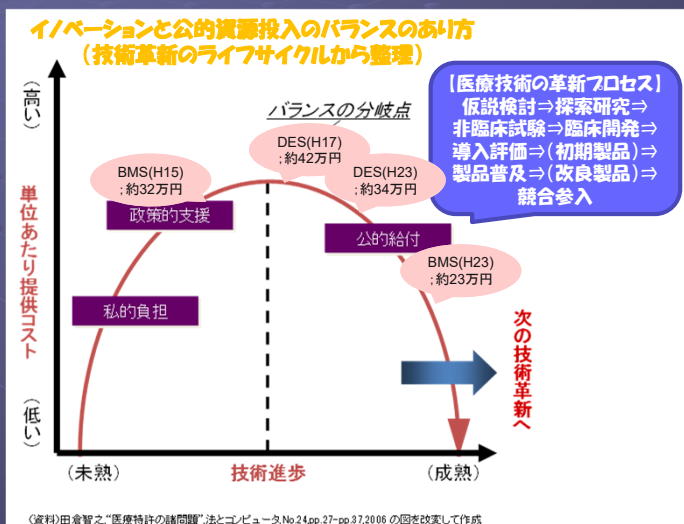 イノベーションと公的資源投入のバランスのあり方
（技術革新のライフサイクルから整理）
【医療技術の革新プロセス】
仮説検討⇒探索研究⇒
非臨床試験⇒臨床開発⇒
導入評価⇒(初期製品)⇒
製品普及⇒(改良製品)⇒
競合参入
（高い）
バランスの分岐点
DES(H17)
;約42万円
BMS(H15)
;約32万円
DES(H23)
;約34万円
政策的支援
公的給付
BMS(H23)
;約23万円
単位あたり提供コスト
私的負担
次の技術革新へ
（低い）
（未熟）
技術進歩
（成熟）
（資料）田倉智之,“医療特許の諸問題”,法とコンピュータ,No.24,pp.27-pp.37,2006 の図を改変して作成